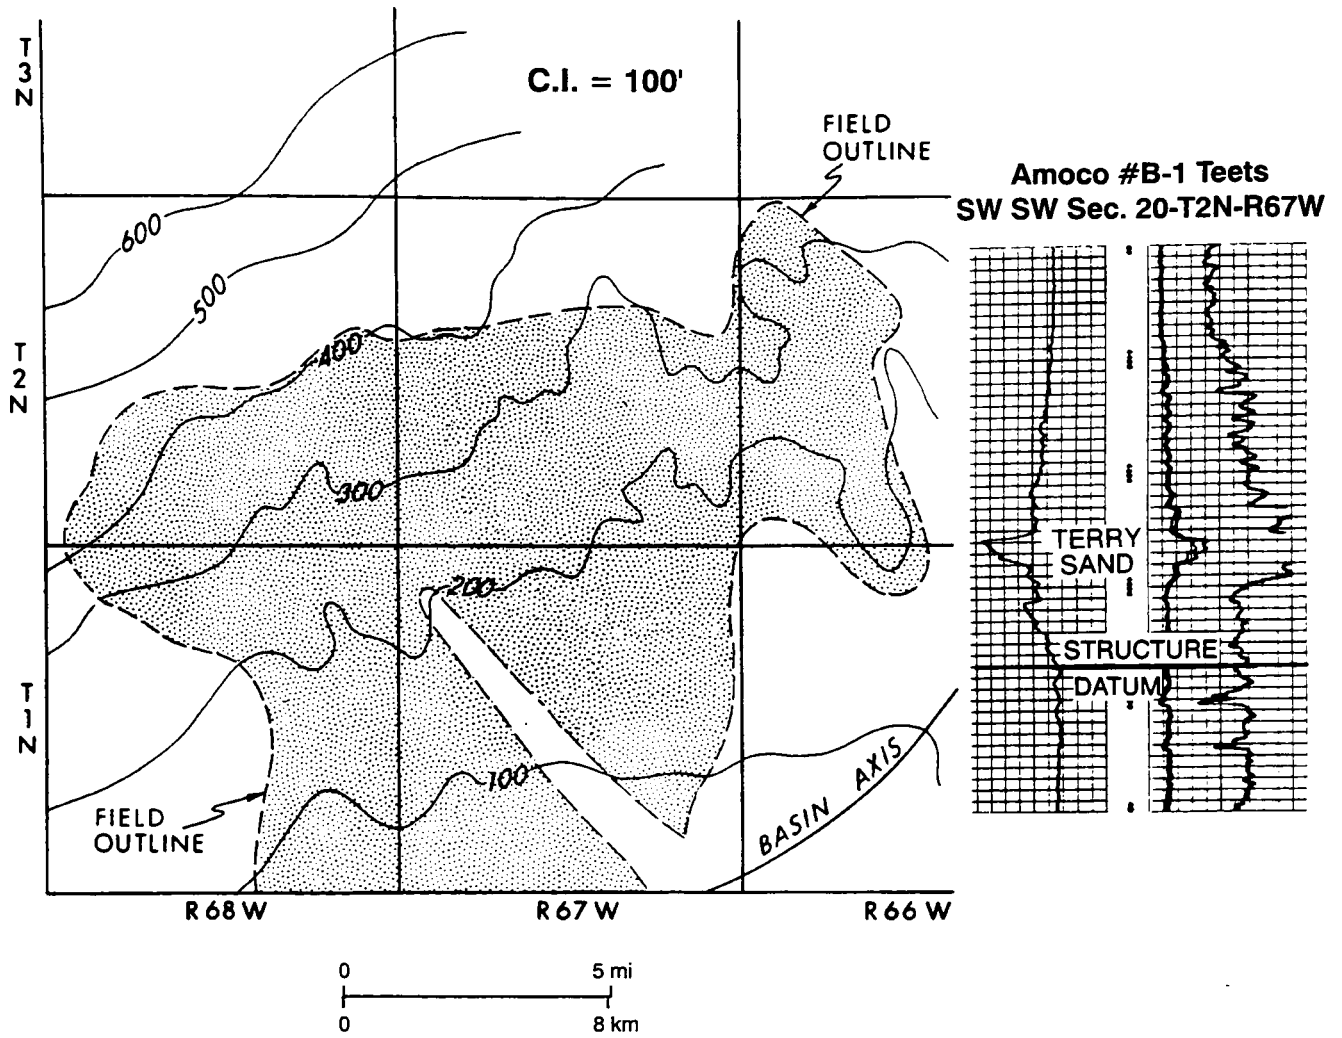 T
3
N
C.I. = 100'
FIELD
OUTLINE
Amoco #B-1 Teets
SW SW Sec. 20-T2N-R67W
600
500
400
T
2
N
300
TERRY
SAND
200
STRUCTURE
DATUM
T
1
N
100
BASIN AXIS
FIELD
OUTLINE
R 68 W
R 67 W
R 66 W
0
5 mi
0
8 km